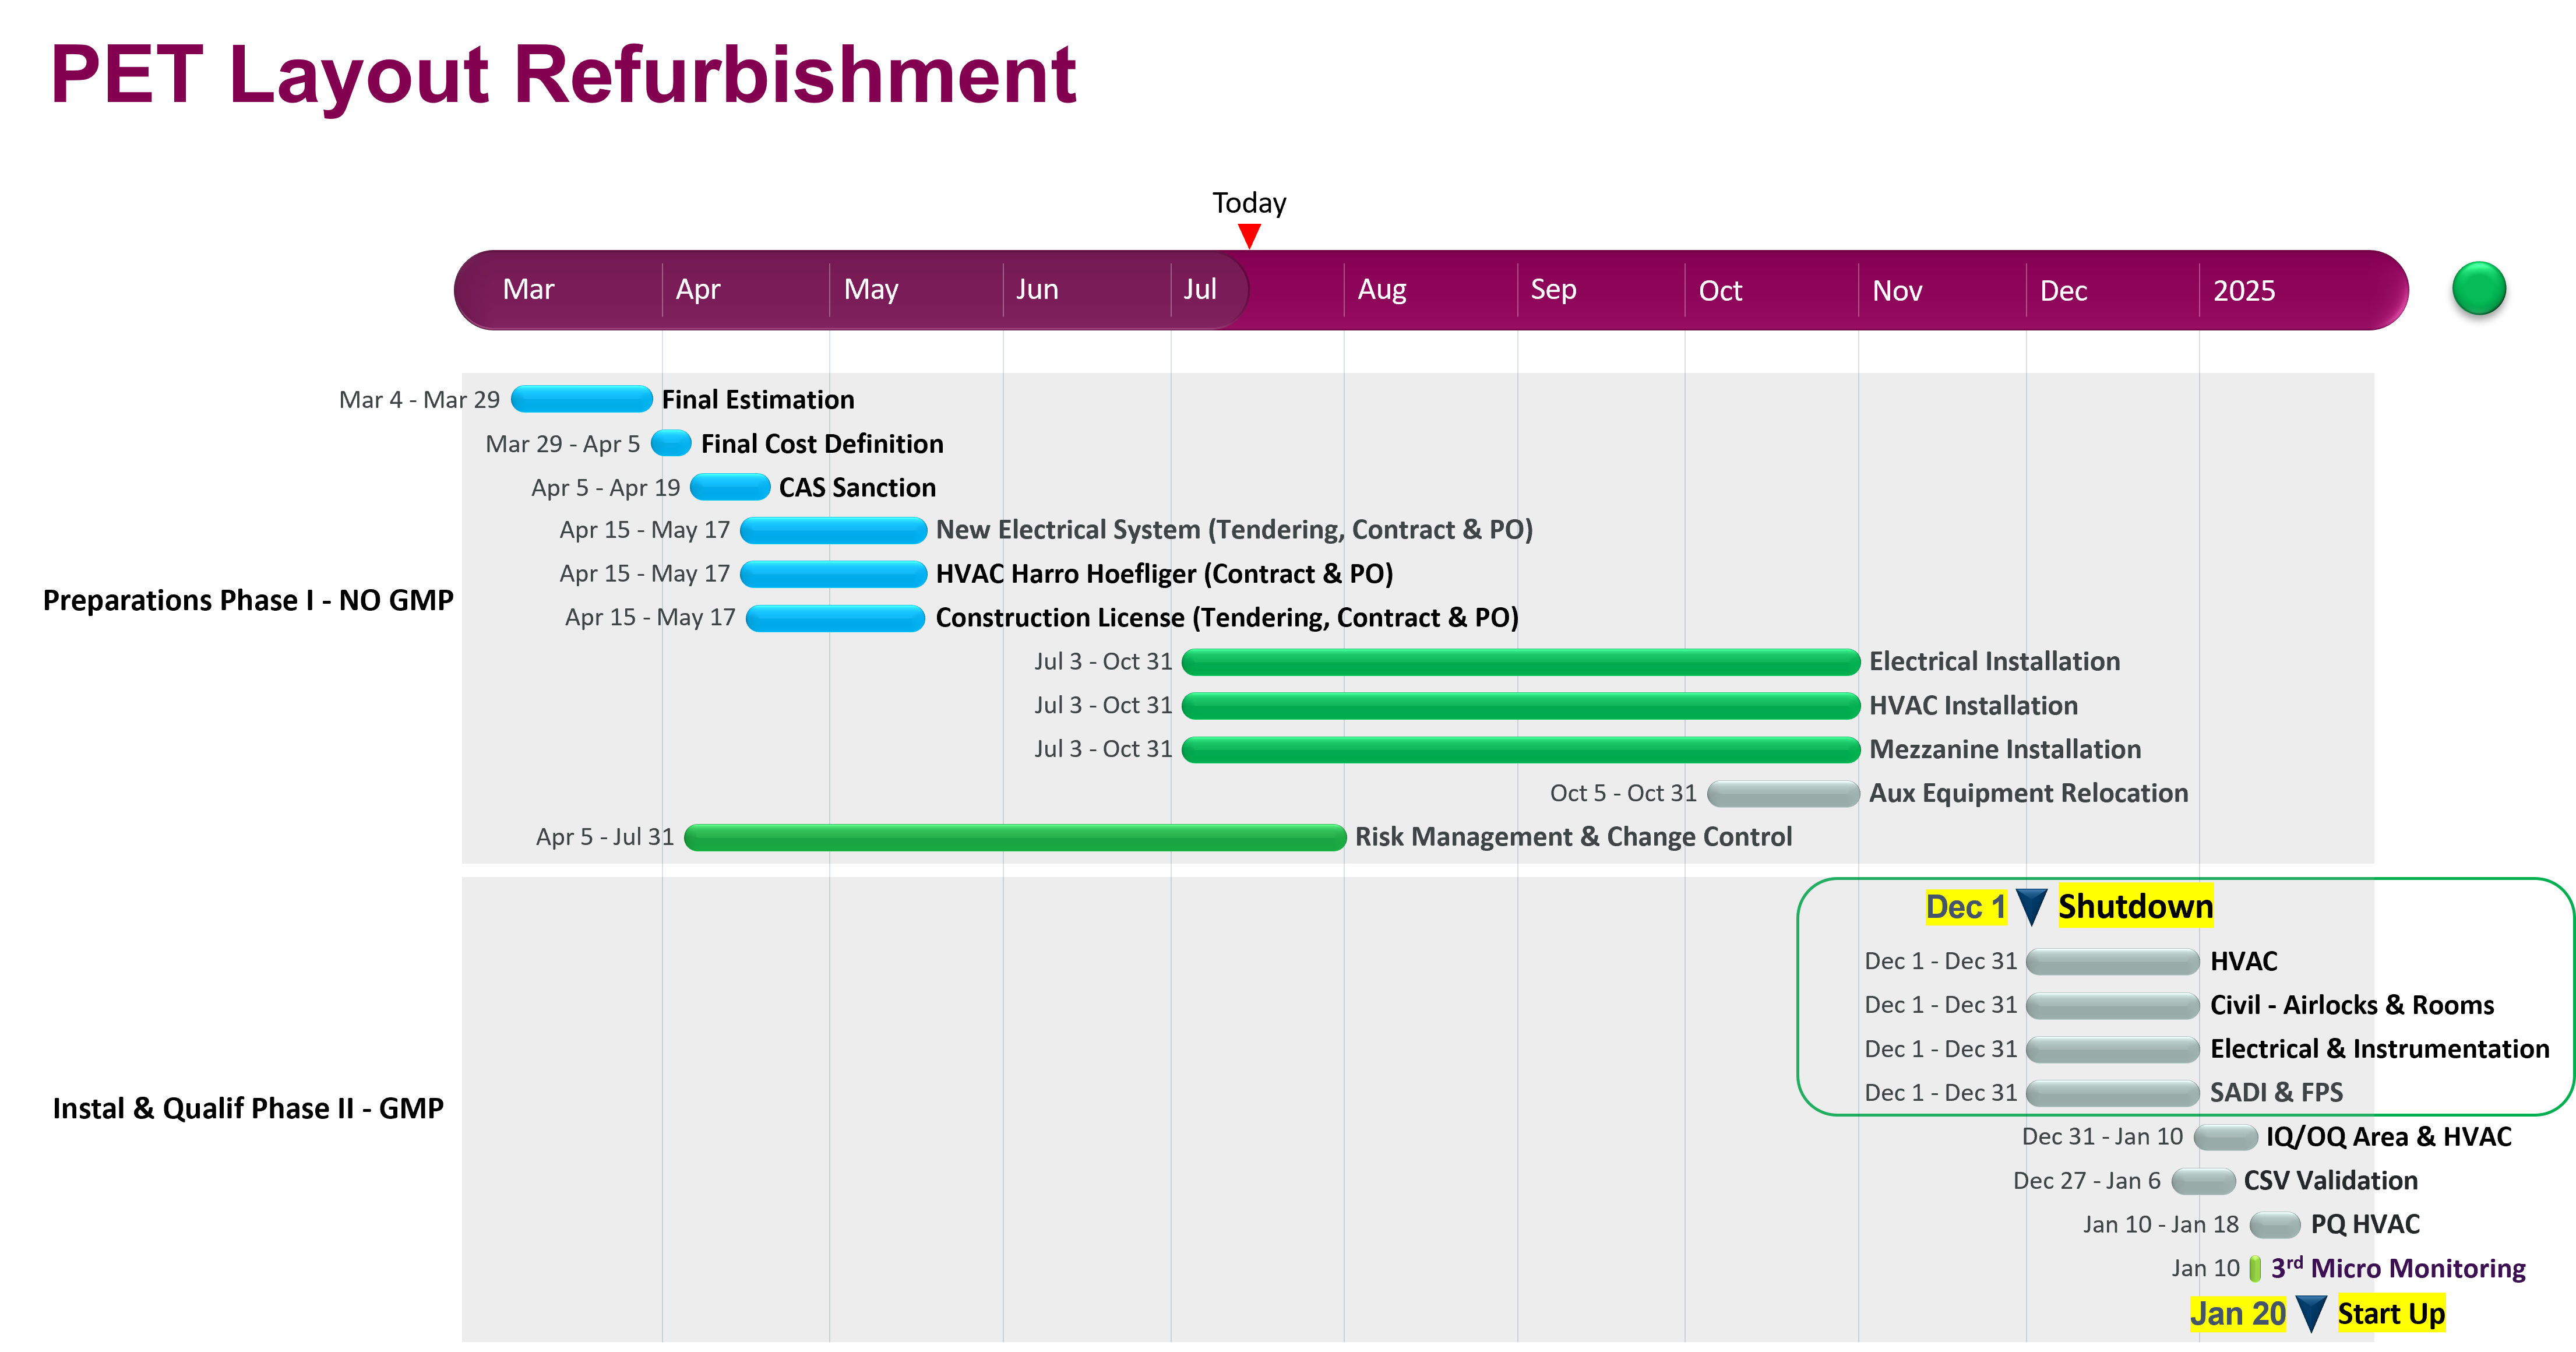 PET Layout Refurbishment
Today
Mar Apr May Jun Jul Aug Sep Oct Nov Dec 2025
Preparations Phase I - NO GMP
Mar 4 - Mar 29 Final Estimation
Mar 29 - Apr 5 Final Cost Definition
Apr 5 - Apr 19 CAS Sanction
Apr 15 - May 17 New Electrical System (Tendering, Contract & PO)
Apr 15 - May 17 HVAC Harro Hoefliger (Contract & PO)
Apr 15 - May 17 Construction License (Tendering, Contract & PO)
Jul 3 - Oct 31 Electrical Installation
Jul 3 - Oct 31 HVAC Installation
Jul 3 - Oct 31 Mezzanine Installation
Oct 5 - Oct 31 Aux Equipment Relocation
Apr 5 - Jul 31 Risk Management & Change Control
Instal & Qualif Phase II - GMP
Dec 1 Shutdown
Dec 1 - Dec 31 HVAC
Dec 1 - Dec 31 Civil - Airlocks & Rooms
Dec 1 - Dec 31 Electrical & Instrumentation
Dec 1 - Dec 31 SADI & FPS
Dec 31 - Jan 10 IQ/OQ Area & HVAC
Dec 27 - Jan 6 CSV Validation
Jan 10 - Jan 18 PQ HVAC
Jan 10 3rd Micro Monitoring
Jan 20 Start Up